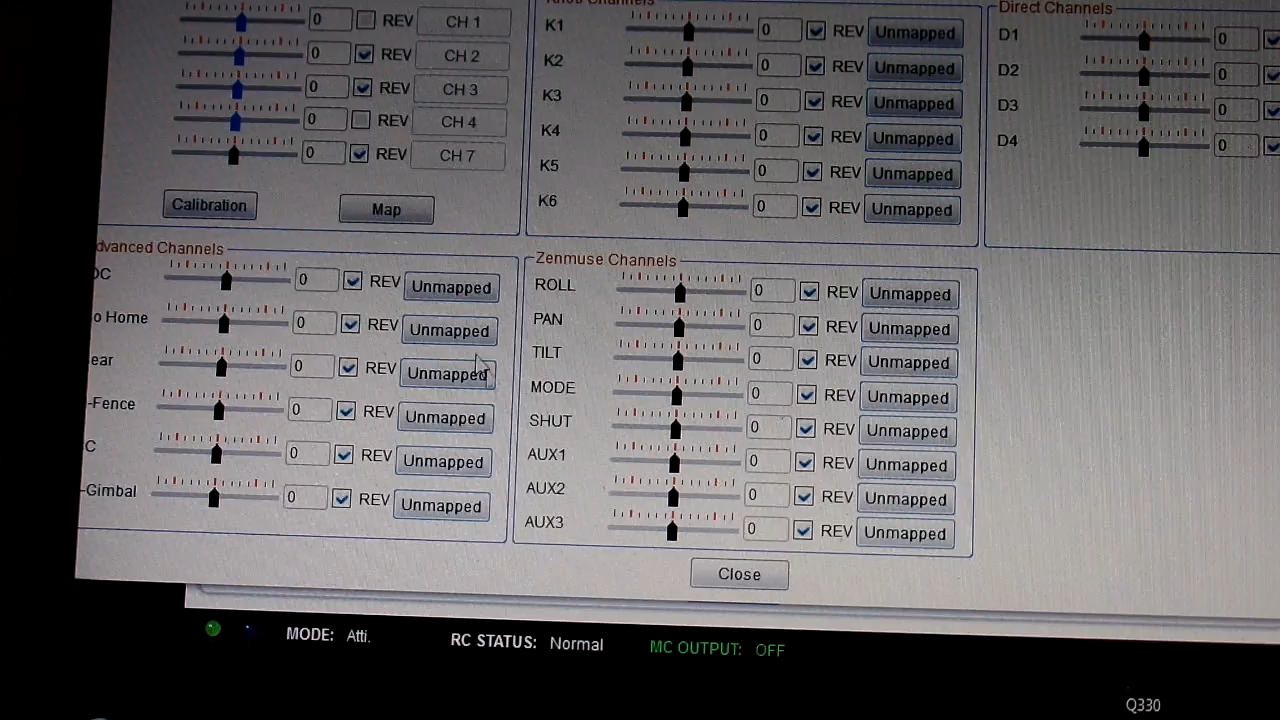 0 REV CH 1
0 REV CH 2
0 REV CH 3
0 REV CH 4
0 REV CH 7
Calibration Map
Channels
K1 0 REV Unmapped
K2 0 REV Unmapped
K3 0 REV Unmapped
K4 0 REV Unmapped
K5 0 REV Unmapped
K6 0 REV Unmapped
Direct Channels
D1 0
D2 0
D3 0
D4 0
dvanced Channels
OC 0 REV Unmapped
o Home 0 REV Unmapped
ear 0 REV Unmapped
-Fence 0 REV Unmapped
C 0 REV Unmapped
-Gimbal 0 REV Unmapped
Zenmuse Channels
ROLL 0 REV Unmapped
PAN 0 REV Unmapped
TILT 0 REV Unmapped
MODE 0 REV Unmapped
SHUT 0 REV Unmapped
AUX1 0 REV Unmapped
AUX2 0 REV Unmapped
AUX3 0 REV Unmapped
Close
MODE: Atti. RC STATUS: Normal MC OUTPUT: OFF
Q330